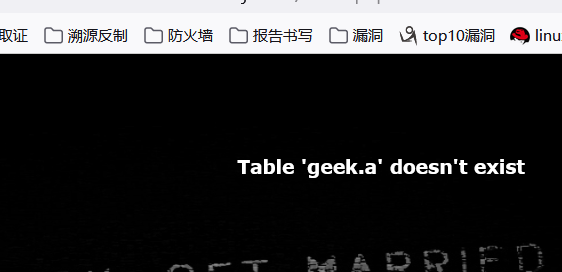 取证 溯源反制 防火墙 报告书写 漏洞 top10漏洞 linu
Table 'geek.a' doesn't exist
GET MARRIED